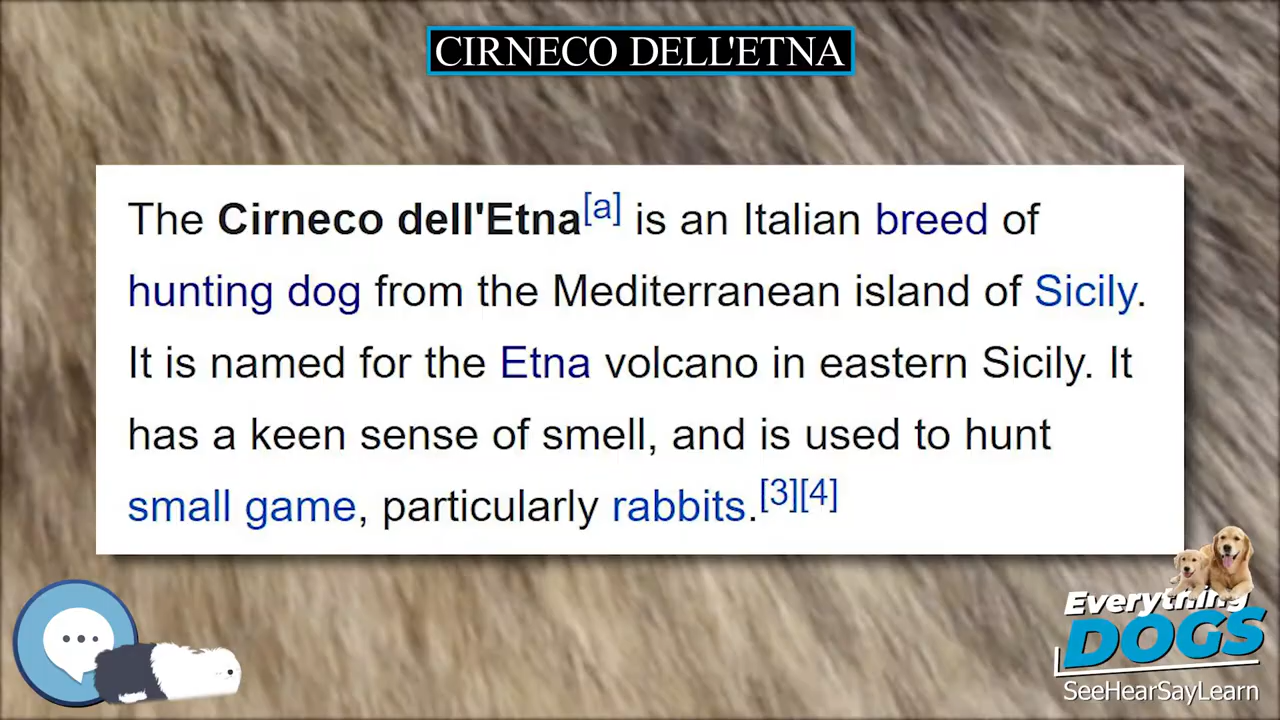 CIRNECO DELL'ETNA
The Cirneco dell'Etna[a] is an Italian breed of
hunting dog from the Mediterranean island of Sicily.
It is named for the Etna volcano in eastern Sicily. It
has a keen sense of smell, and is used to hunt
small game, particularly rabbits.[3][4]
Everything
DOGS
SeeHearSayLearn